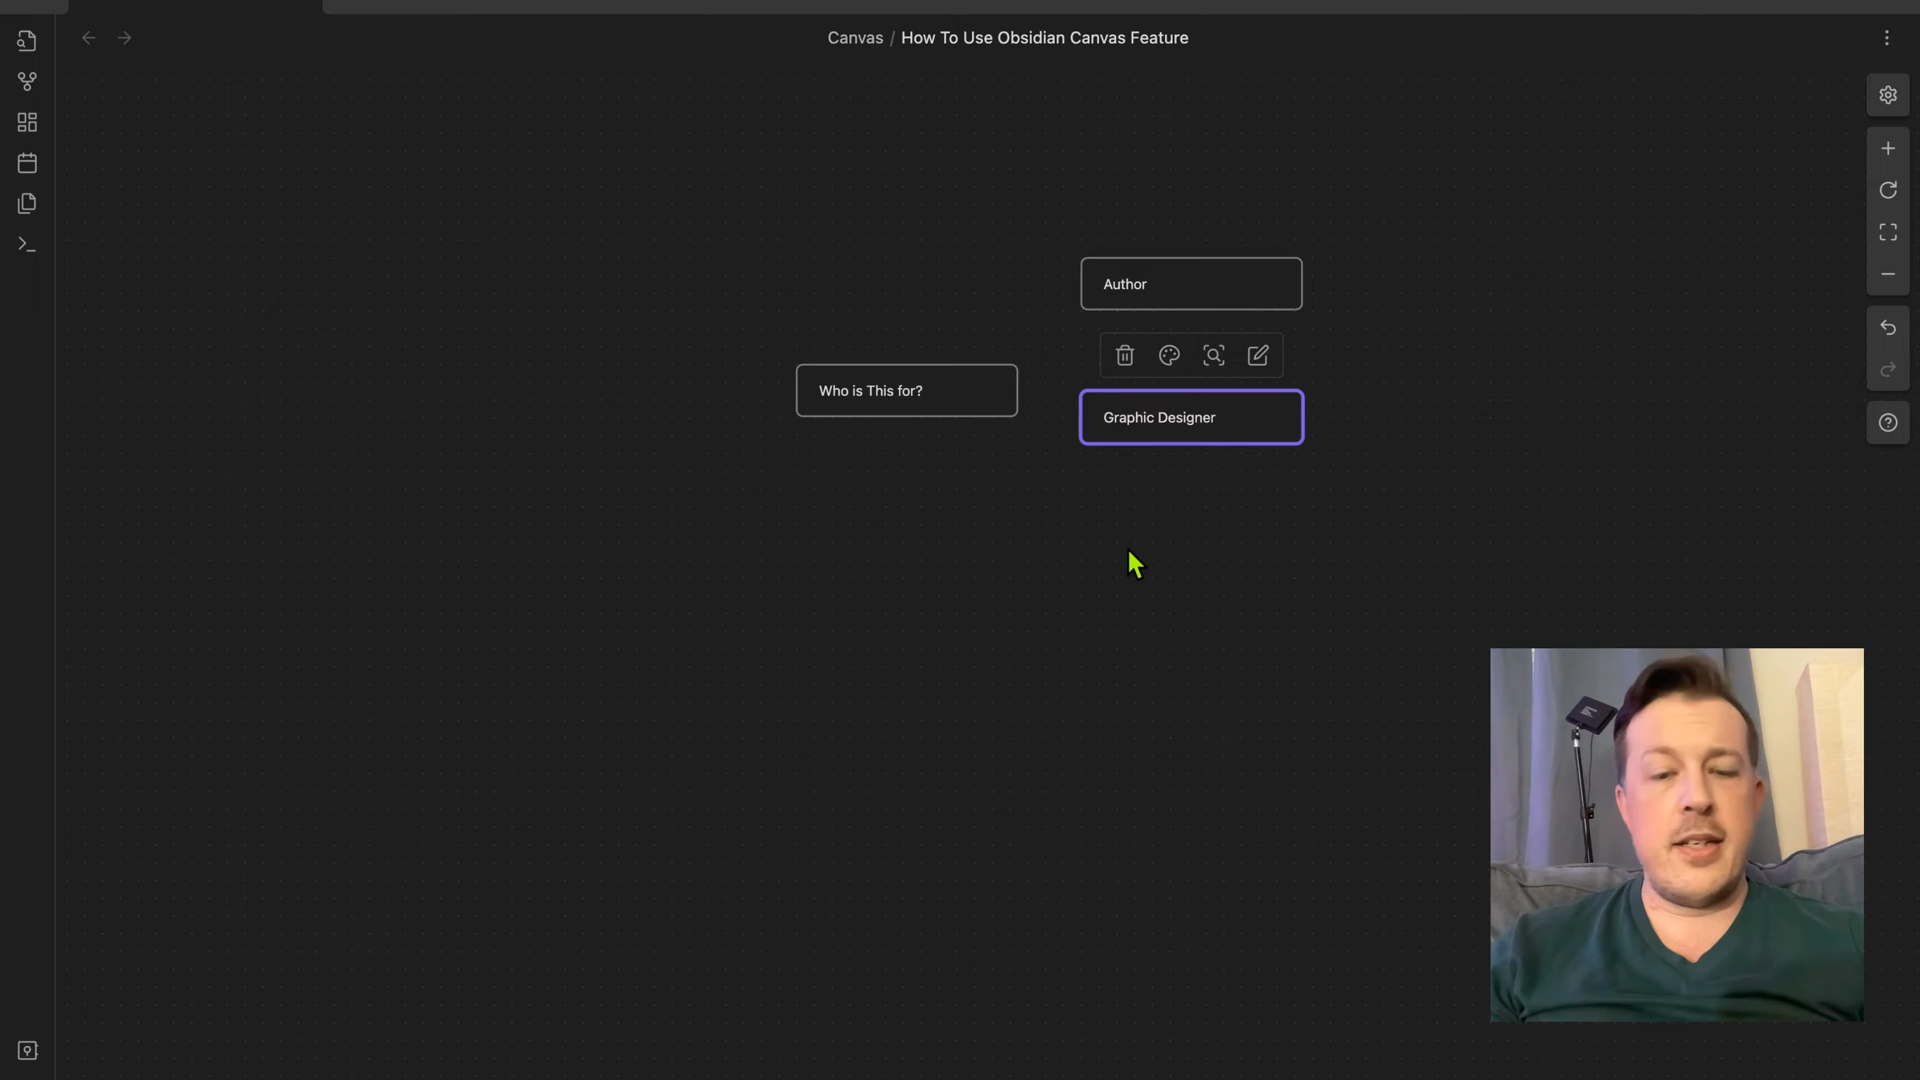 Canvas / How To Use Obsidian Canvas Feature
Author
Who is This for?
Graphic Designer